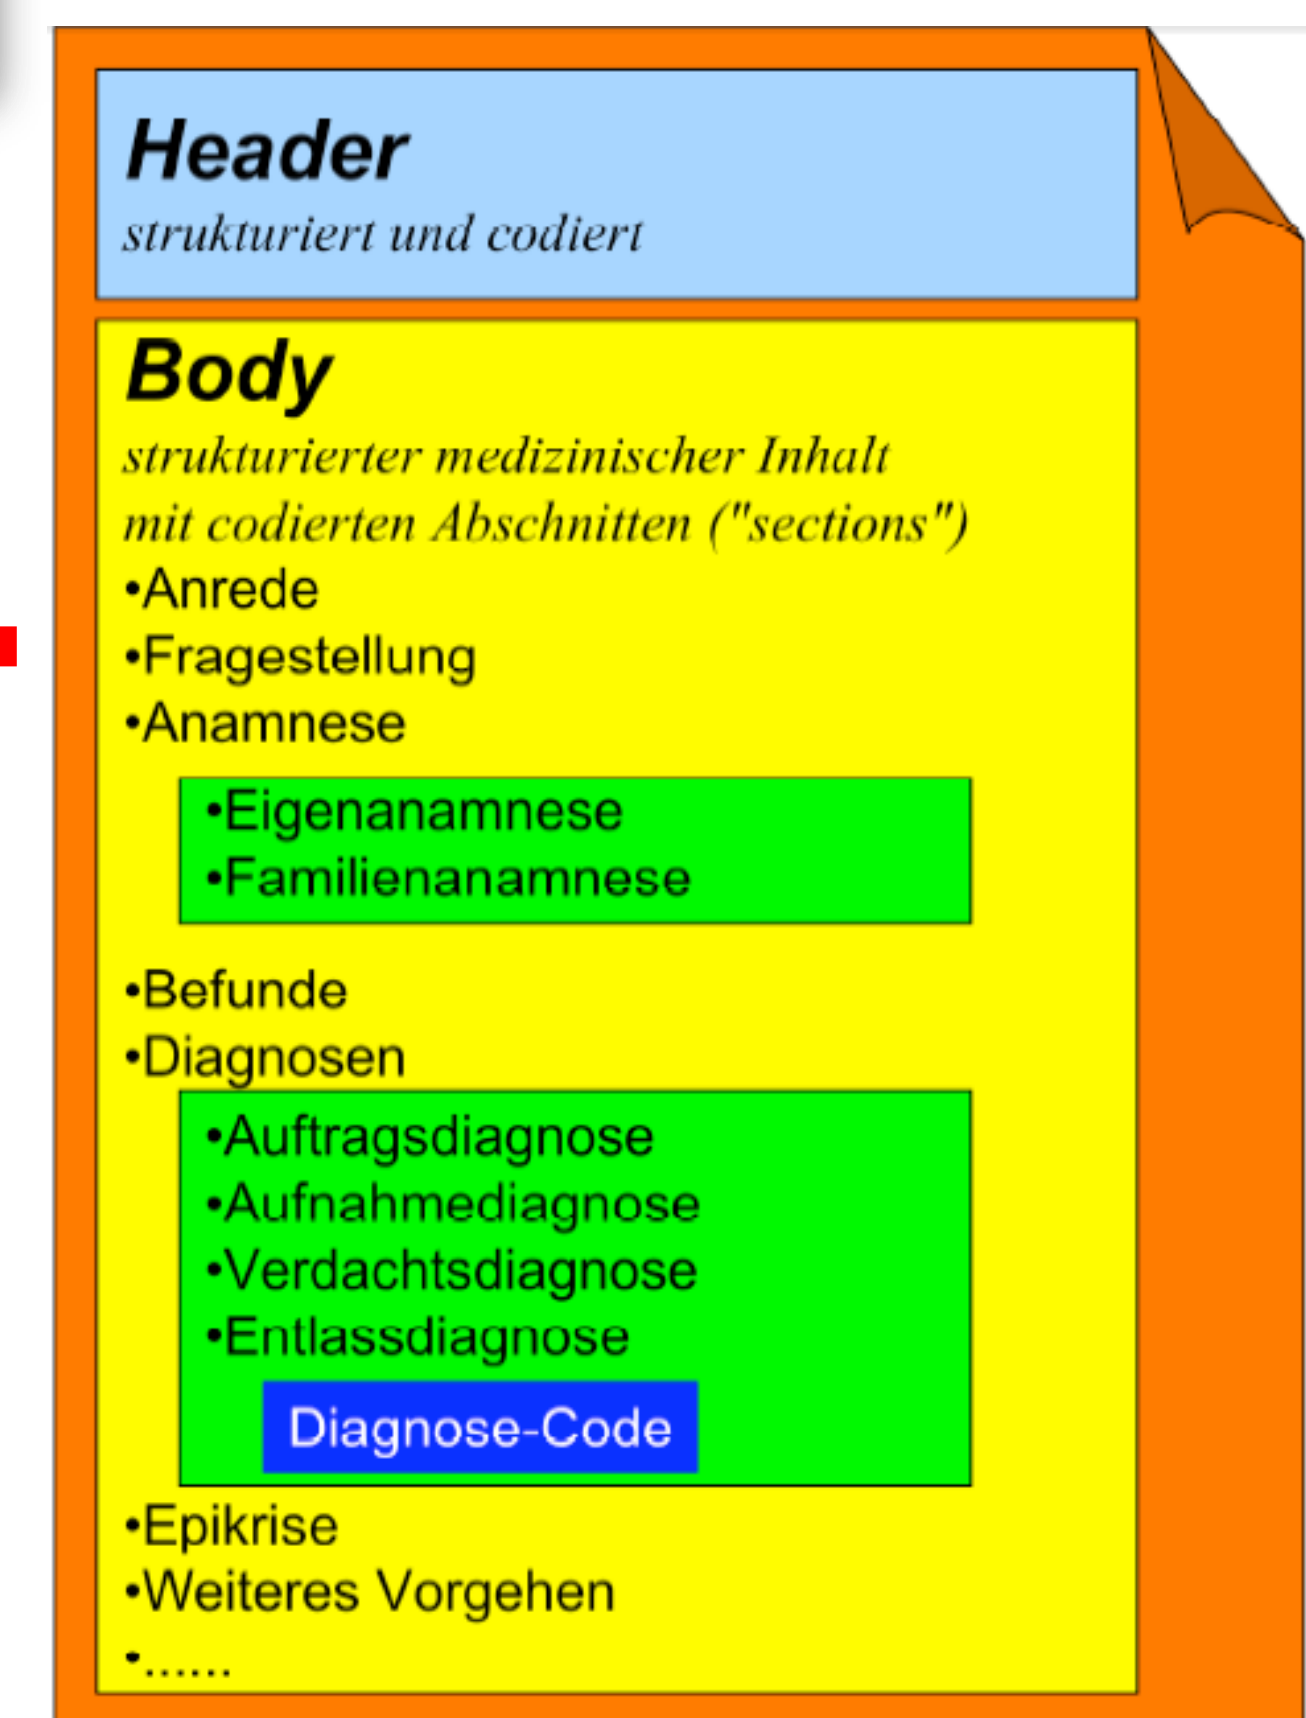 Header
strukturiert und codiert
Body
strukturierter medizinischer Inhalt
mit codierten Abschnitten ("sections")
•Anrede
•Fragestellung
•Anamnese
•Eigenanamnese
•Familienanamnese
•Befunde
•Diagnosen
•Auftragsdiagnose
•Aufnahmediagnose
•Verdachtsdiagnose
•Entlassdiagnose
Diagnose-Code
•Epikrise
•Weiteres Vorgehen
•......